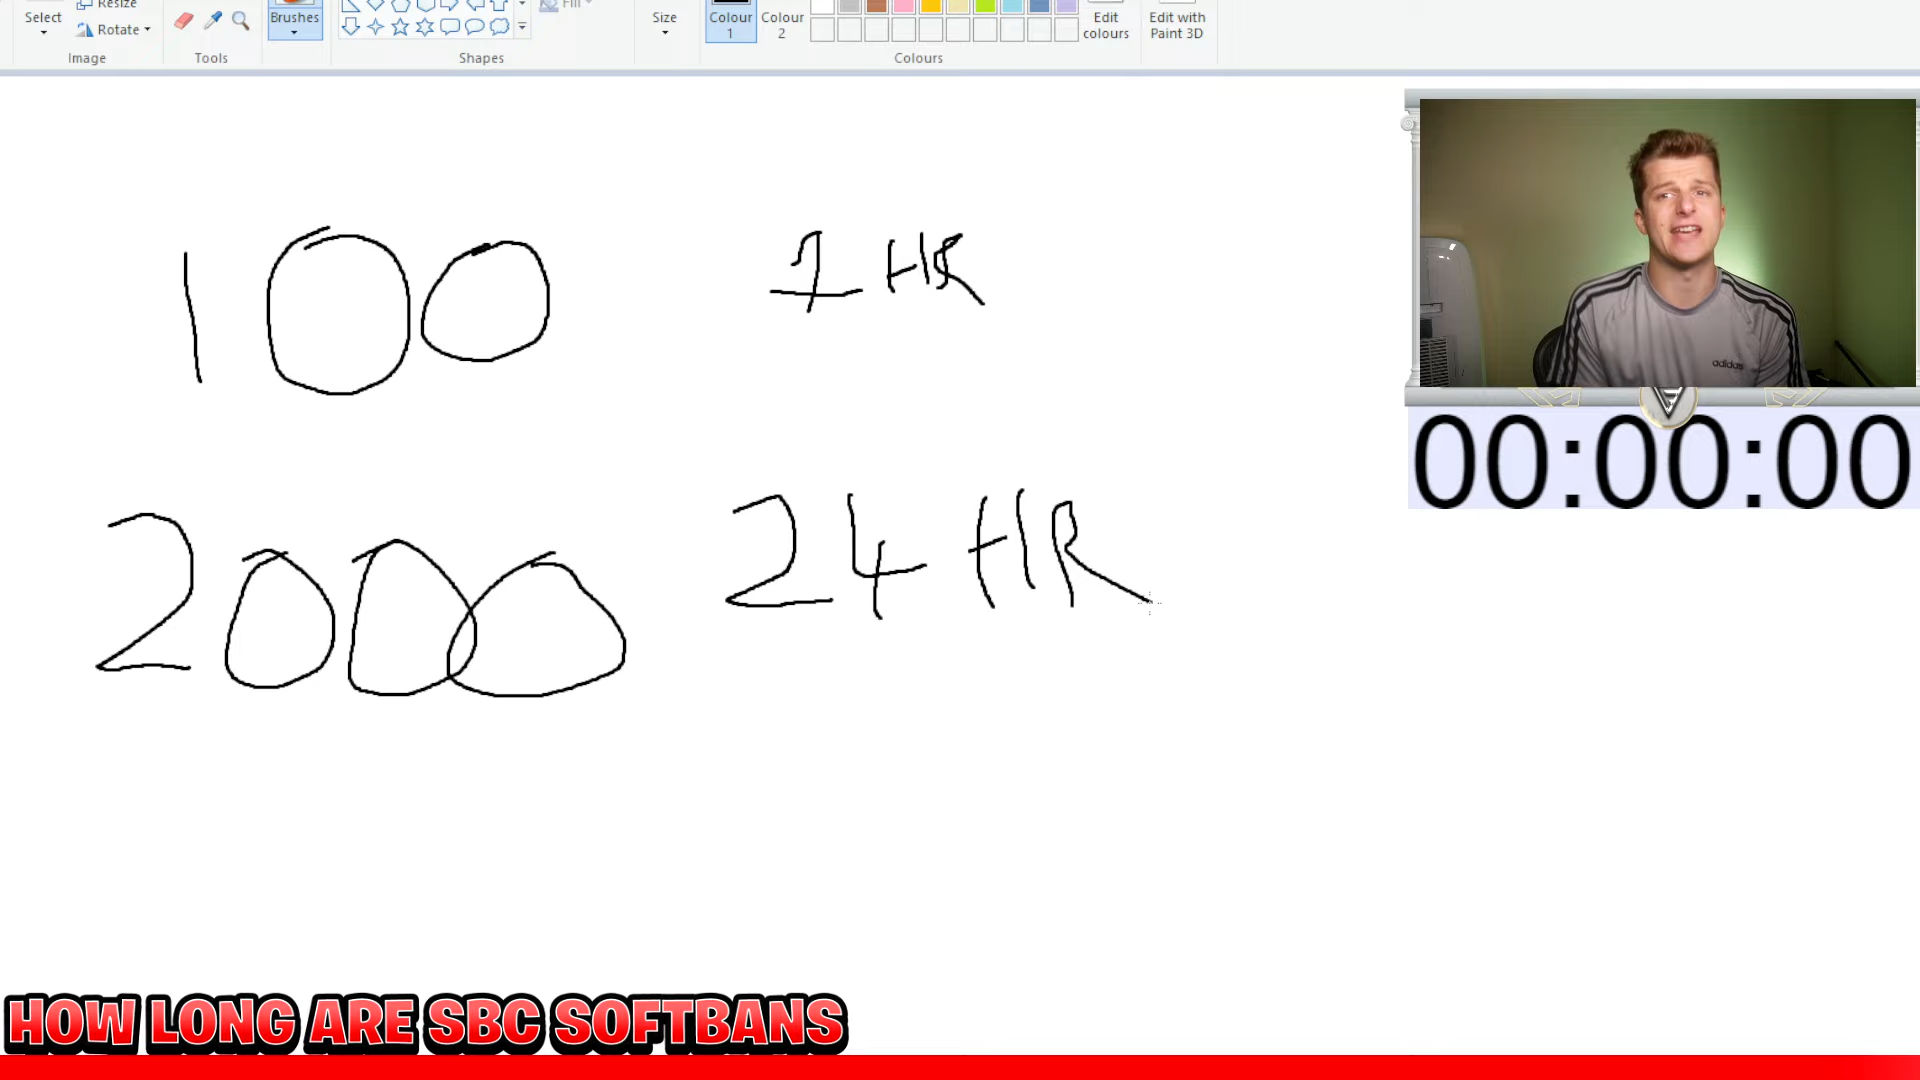 Resize
Select
Rotate
Brushes
Fill
Size
Colour 1
Colour 2
Edit colours
Edit with Paint 3D
Image
Tools
Shapes
Colours
100 1 HR
adidas
00:00:00
2000 24 HR
HOW LONG ARE SBC SOFTBANS